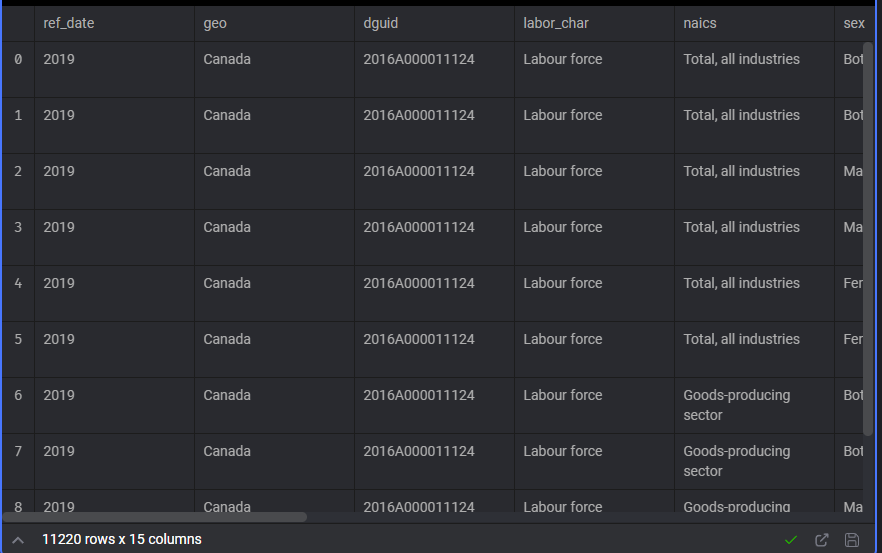 ref_date geo dguid labor_char naics sex
0 2019 Canada 2016A000011124 Labour force Total, all industries Bot
1 2019 Canada 2016A000011124 Labour force Total, all industries Bot
2 2019 Canada 2016A000011124 Labour force Total, all industries Ma
3 2019 Canada 2016A000011124 Labour force Total, all industries Ma
4 2019 Canada 2016A000011124 Labour force Total, all industries Fer
5 2019 Canada 2016A000011124 Labour force Total, all industries Fer
6 2019 Canada 2016A000011124 Labour force Goods-producing Bot
sector
7 2019 Canada 2016A000011124 Labour force Goods-producing Bot
sector
8 2019 Canada 2016A000011124 Labour force Goods-producing Ma
11220 rows x 15 columns